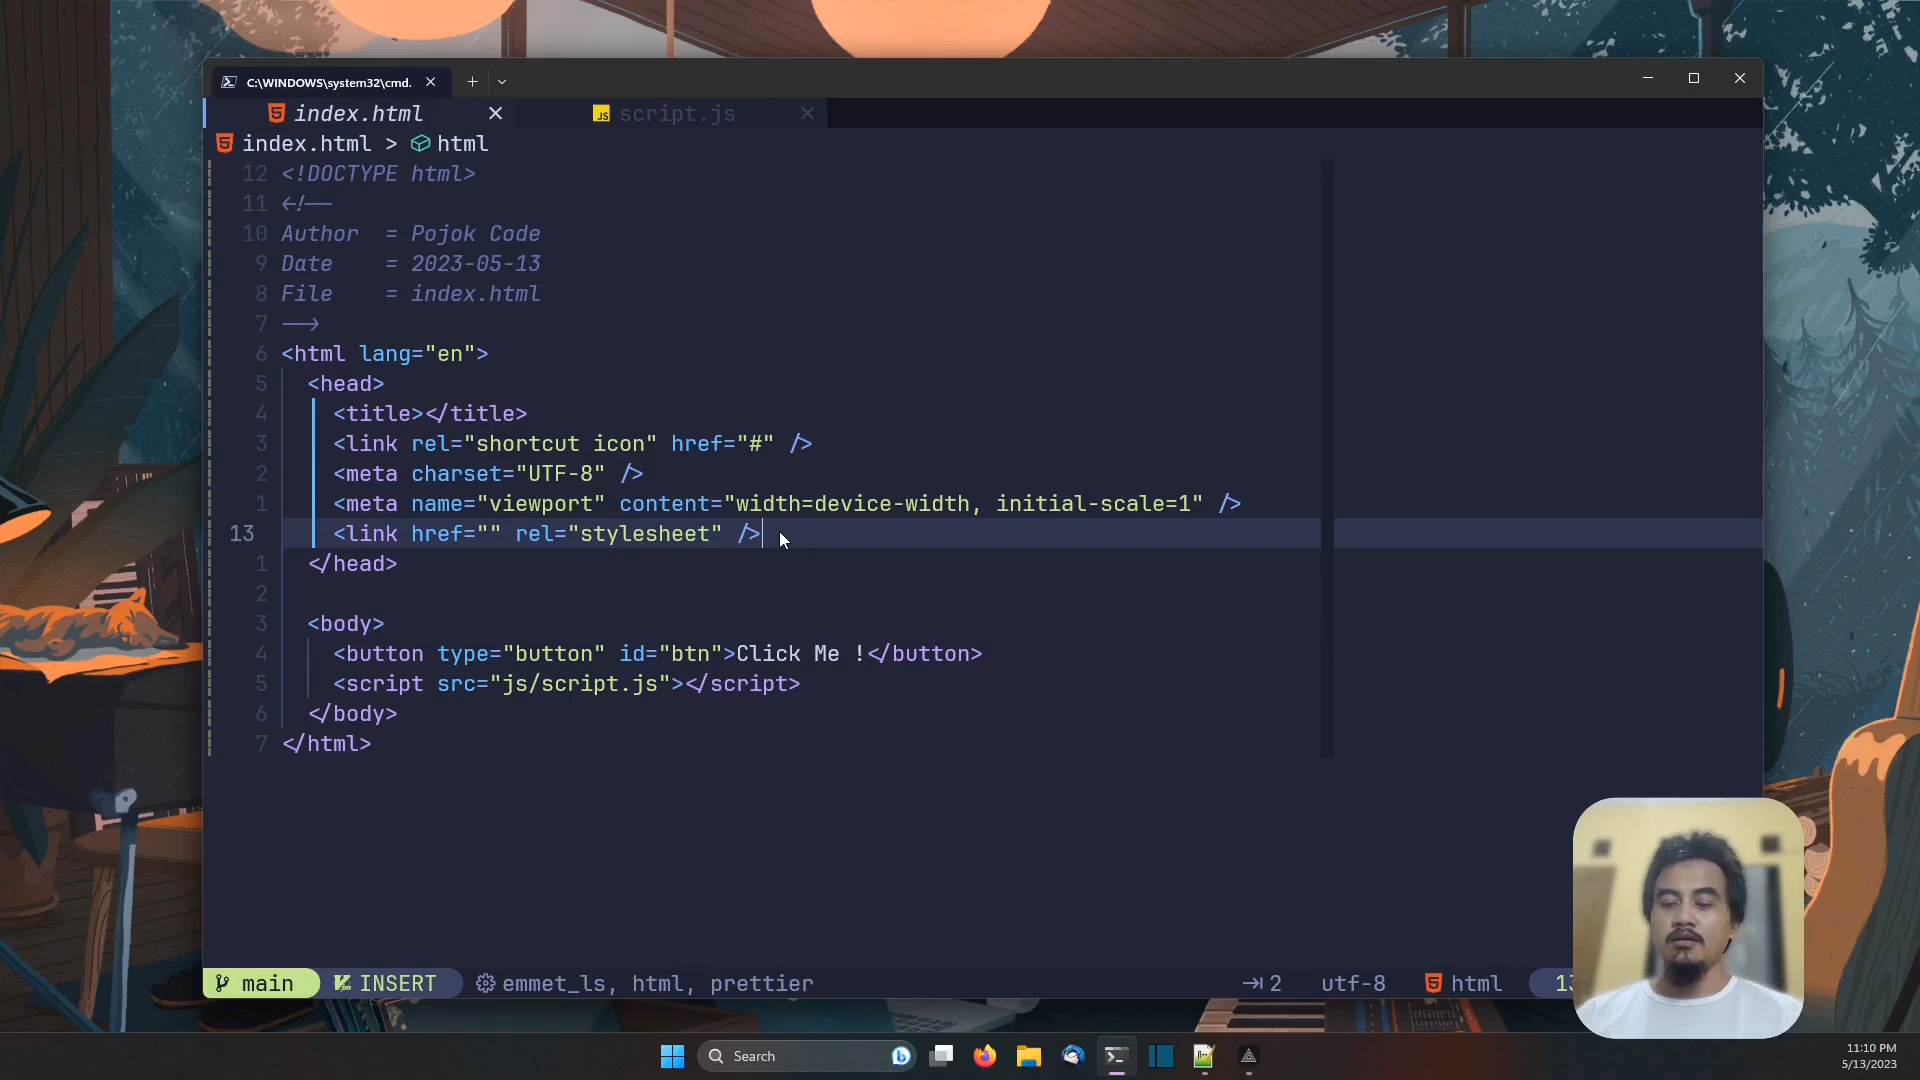 C:\WINDOWS\system32\cmd.
index.html
JS script.js
index.html > html
12 <!DOCTYPE html>
11 <!--
10 Author = Pojok Code
9 Date = 2023-05-13
8 File = index.html
7 -->
6 <html lang="en">
5 <head>
4 <title></title>
3 <link rel="shortcut icon" href="#" />
2 <meta charset="UTF-8" />
1 <meta name="viewport" content="width=device-width, initial-scale=1" />
13 <link href="" rel="stylesheet" />
1 </head>
2
3 <body>
4 <button type="button" id="btn">Click Me !</button>
5 <script src="js/script.js"></script>
6 </body>
7 </html>
main INSERT emmet_ls, html, prettier 2 utf-8 html
Search
11:10 PM
5/13/2023